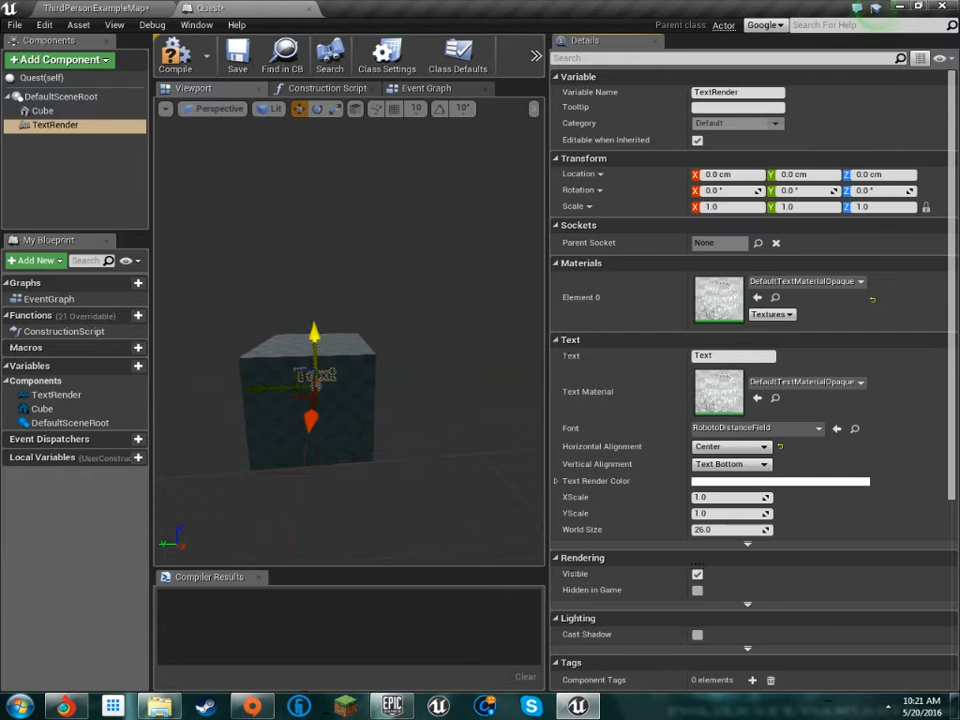 ThirdPersonExampleMap*
Quest*
File Edit Asset View Debug Window Help
Parent class: Actor
Google
Search For Help
Components
Add Component
Quest(self)
DefaultSceneRoot
Cube
TextRender
My Blueprint
Add New
Search
Graphs
EventGraph
Functions (21 Overridable)
ConstructionScript
Macros
Variables
Components
TextRender
Cube
DefaultSceneRoot
Event Dispatchers
Local Variables (UserConstruc
Compile
Save
Find in CB
Search
Class Settings
Class Defaults
Viewport
Construction Script
Event Graph
Perspective
Lit
10
10°
Text
Compiler Results
Clear
Details
Search
Variable
Variable Name TextRender
Tooltip
Category Default
Editable when Inherited
Transform
Location X 0.0 cm Y 0.0 cm Z 0.0 cm
Rotation X 0.0 ° Y 0.0 ° Z 0.0 °
Scale X 1.0 Y 1.0 Z 1.0
Sockets
Parent Socket None
Materials
Element 0 DefaultTextMaterialOpaque
Textures
Text
Text Text
Text Material DefaultTextMaterialOpaque
Font RobotoDistanceField
Horizontal Alignment Center
Vertical Alignment Text Bottom
Text Render Color
XScale 1.0
YScale 1.0
World Size 26.0
Rendering
Visible
Hidden in Game
Lighting
Cast Shadow
Tags
Component Tags 0 elements
EPIC
10:21 AM
5/20/2016